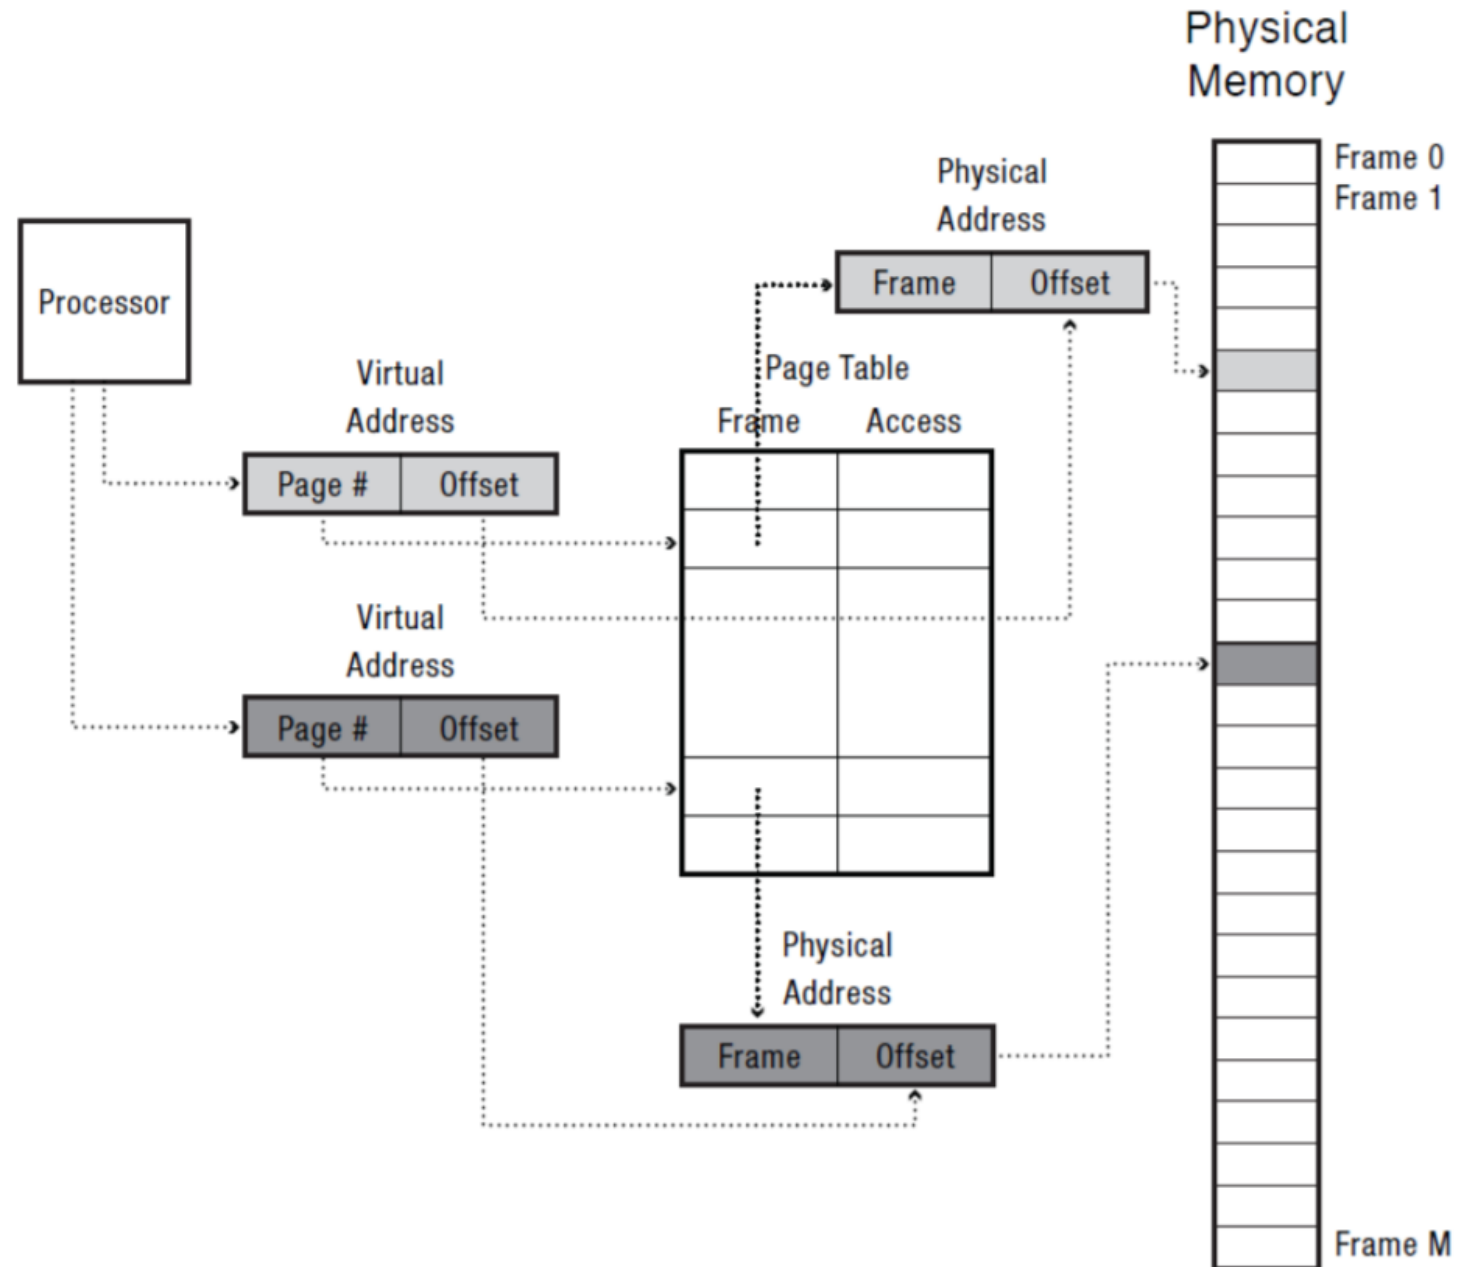 Physical
Memory
Frame 0
Frame 1
Physical
Address
Frame Offset
Processor
Virtual
Address
Page # Offset
Page Table
Frame Access
Virtual
Address
Page # Offset
Physical
Address
Frame Offset
Frame M